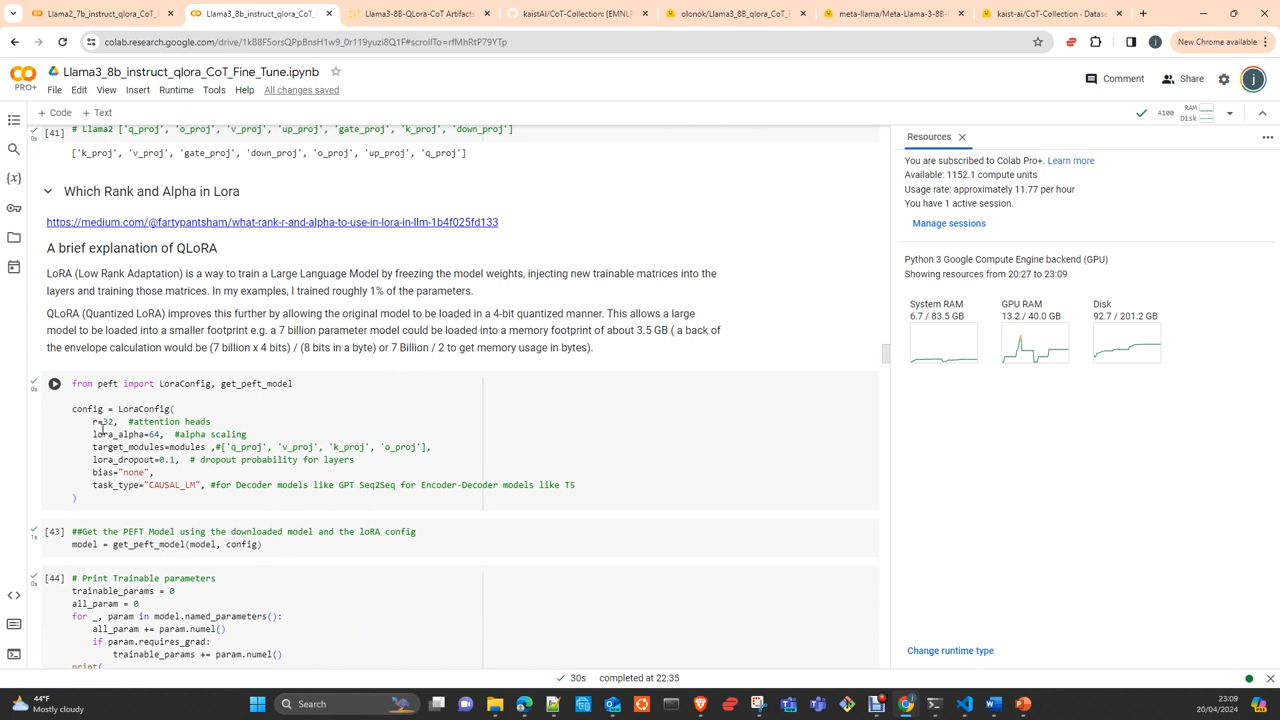 Llama2_7b_instruct_qlora_CoT_F
Llama3_8b_instruct_qlora_CoT_F
Llama3-8B-QLora-CoT Artifacts
kaistAI/CoT-Collection: [EMNLP
olonok/Llama3_8B_qlora_CoT_F
meta-llama/Meta-Llama-3-8B-
kaist-ai/CoT-Collection · Datase
colab.research.google.com/drive/1kB8F5orsQPpBnsH1w9_0r119yuzi8Q1F#scrollTo=rfMhRtP79YTp
New Chrome available
CO
PRO+
Llama3_8b_instruct_qlora_CoT_Fine_Tune.ipynb
File Edit View Insert Runtime Tools Help All changes saved
Comment
Share
j
+ Code + Text
A100
RAM
Disk
[41]
0s
# Llama2 ['q_proj', 'o_proj', 'v_proj', 'up_proj', 'gate_proj', 'k_proj', 'down_proj']
['k_proj', 'v_proj', 'gate_proj', 'down_proj', 'o_proj', 'up_proj', 'q_proj']
Which Rank and Alpha in Lora
https://medium.com/@fartypantsham/what-rank-r-and-alpha-to-use-in-lora-in-llm-1b4f025fd133
A brief explanation of QLoRA
LoRA (Low Rank Adaptation) is a way to train a Large Language Model by freezing the model weights, injecting new trainable matrices into the
layers and training those matrices. In my examples, I trained roughly 1% of the parameters.
QLoRA (Quantized LoRA) improves this further by allowing the original model to be loaded in a 4-bit quantized manner. This allows a large
model to be loaded into a smaller footprint e.g. a 7 billion parameter model could be loaded into a memory footprint of about 3.5 GB ( a back of
the envelope calculation would be (7 billion x 4 bits) / (8 bits in a byte) or 7 Billion / 2 to get memory usage in bytes).
0s
from peft import LoraConfig, get_peft_model
config = LoraConfig(
r=32, #attention heads
lora_alpha=64, #alpha scaling
target_modules=modules ,#['q_proj', 'v_proj', 'k_proj', 'o_proj'],
lora_dropout=0.1, # dropout probability for layers
bias="none",
task_type="CAUSAL_LM", #for Decoder models like GPT Seq2Seq for Encoder-Decoder models like T5
)
[43]
1s
##Get the PEFT Model using the downloaded model and the loRA config
model = get_peft_model(model, config)
[44]
0s
# Print Trainable parameters
trainable_params = 0
all_param = 0
for _, param in model.named_parameters():
all_param += param.numel()
if param.requires_grad:
trainable_params += param.numel()
print(
Resources
You are subscribed to Colab Pro+. Learn more
Available: 1152.1 compute units
Usage rate: approximately 11.77 per hour
You have 1 active session.
Manage sessions
Python 3 Google Compute Engine backend (GPU)
Showing resources from 20:27 to 23:09
System RAM
6.7 / 83.5 GB
GPU RAM
13.2 / 40.0 GB
Disk
92.7 / 201.2 GB
Change runtime type
30s completed at 22:35
44°F
Mostly cloudy
Search
23:09
20/04/2024